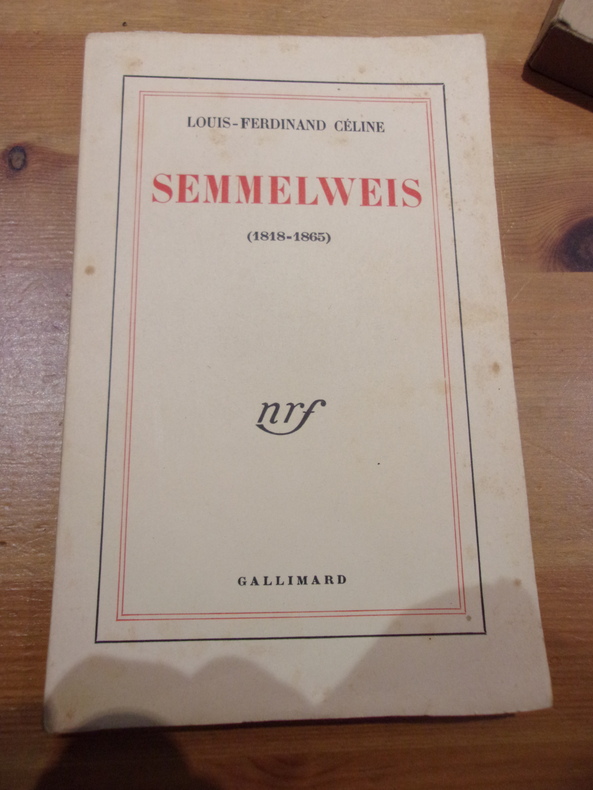 LOUIS-FERDINAND CÉLINE
SEMMELWEIS
(1818-1865)
nrf
GALLIMARD